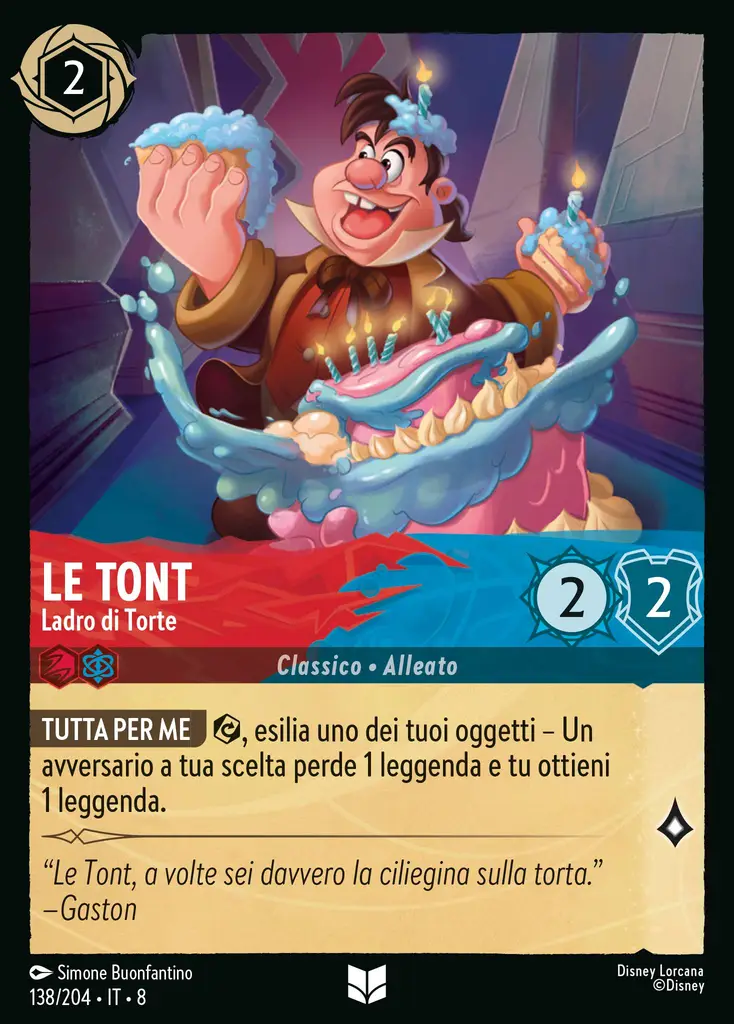 2
LE TONT
Ladro di Torte
2
2
Classico • Alleato
TUTTA PER ME , esilia uno dei tuoi oggetti – Un
avversario a tua scelta perde 1 leggenda e tu ottieni
1 leggenda.
“Le Tont, a volte sei davvero la ciliegina sulla torta.”
–Gaston
Simone Buonfantino
138/204 • IT • 8
Disney Lorcana
©Disney